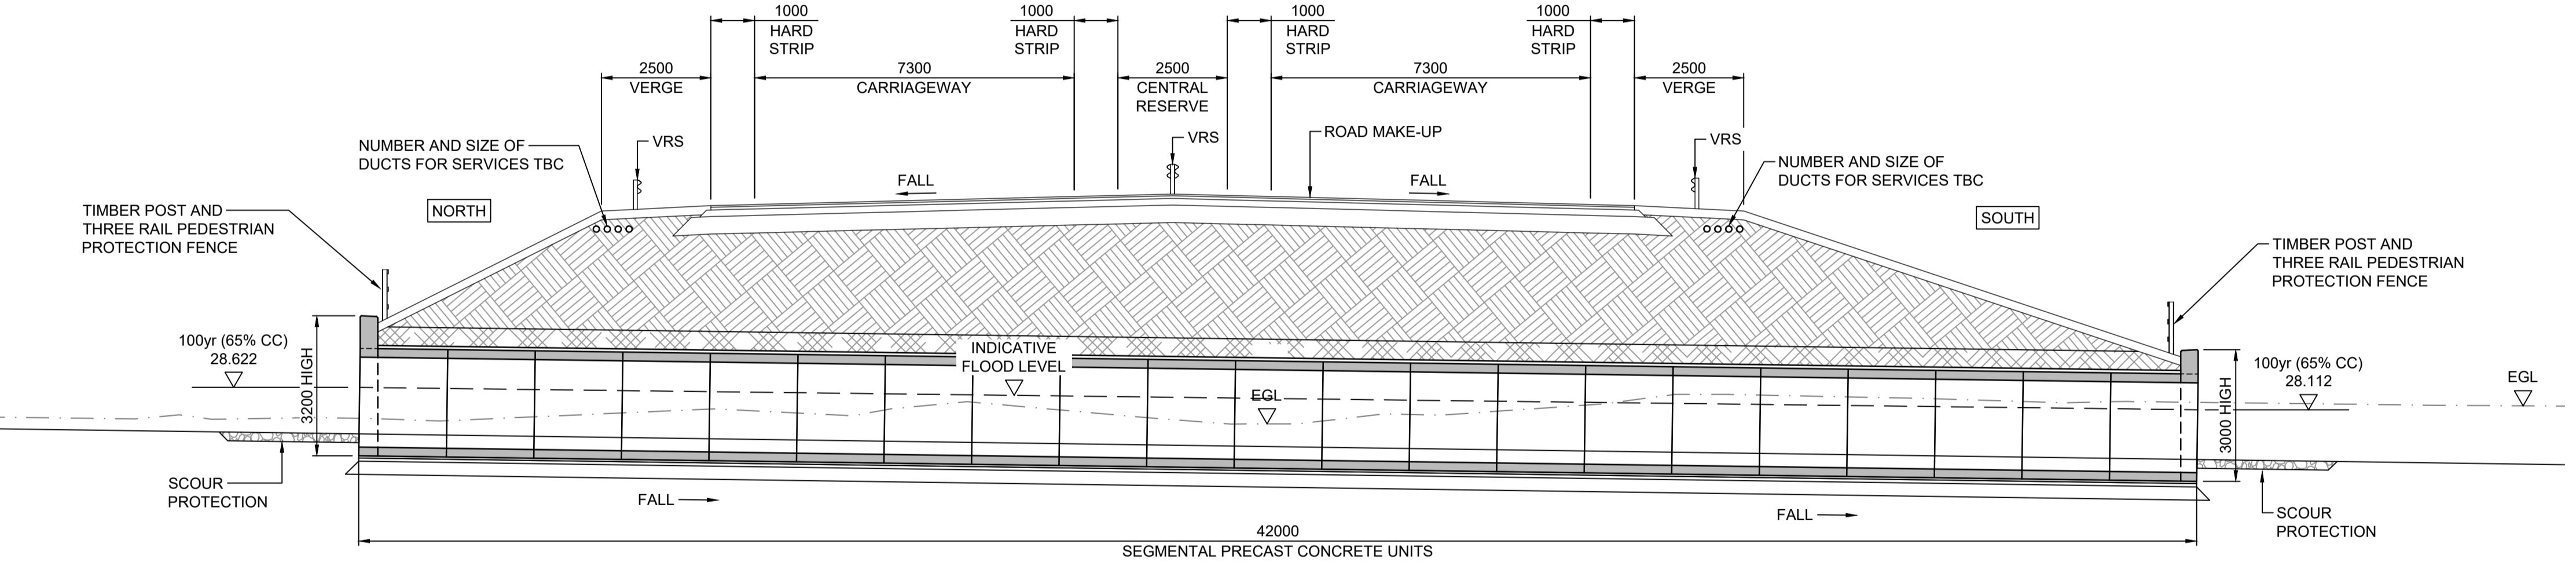 1000
HARD
STRIP
1000
HARD
STRIP
1000
HARD
STRIP
1000
HARD
STRIP
2500
VERGE
7300
CARRIAGEWAY
2500
CENTRAL
RESERVE
7300
CARRIAGEWAY
2500
VERGE
NUMBER AND SIZE OF
DUCTS FOR SERVICES TBC
VRS
VRS
ROAD MAKE-UP
VRS
NUMBER AND SIZE OF
DUCTS FOR SERVICES TBC
FALL
FALL
TIMBER POST AND
THREE RAIL PEDESTRIAN
PROTECTION FENCE
NORTH
SOUTH
TIMBER POST AND
THREE RAIL PEDESTRIAN
PROTECTION FENCE
100yr (65% CC)
28.622
3200 HIGH
INDICATIVE
FLOOD LEVEL
EGL
3000 HIGH
100yr (65% CC)
28.112
EGL
SCOUR
PROTECTION
FALL
FALL
SCOUR
PROTECTION
42000
SEGMENTAL PRECAST CONCRETE UNITS